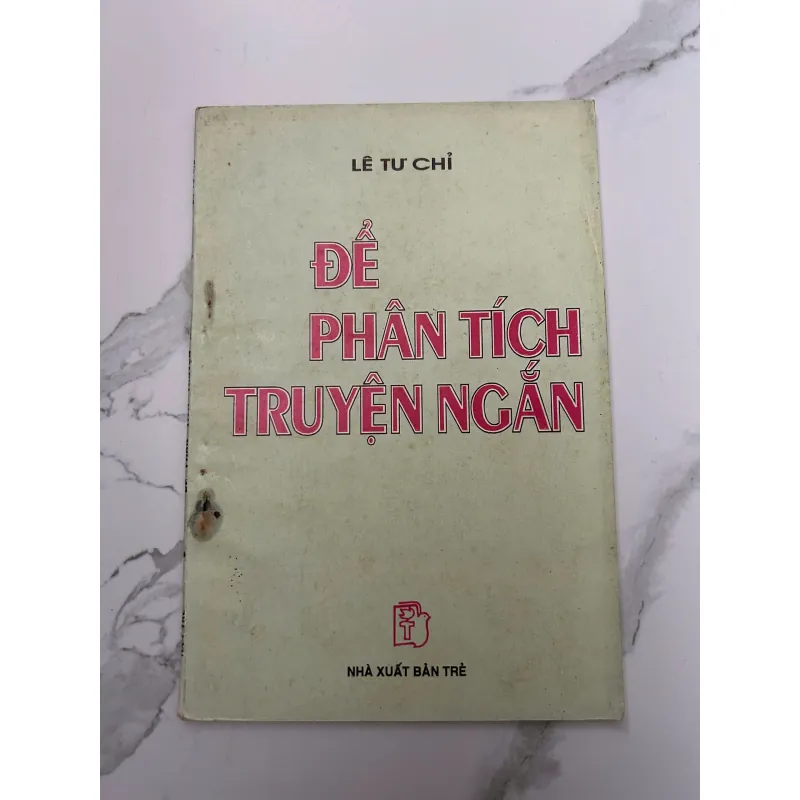 LÊ TƯ CHỈ
ĐỂ
PHÂN TÍCH
TRUYỆN NGẮN
T
NHÀ XUẤT BẢN TRẺ